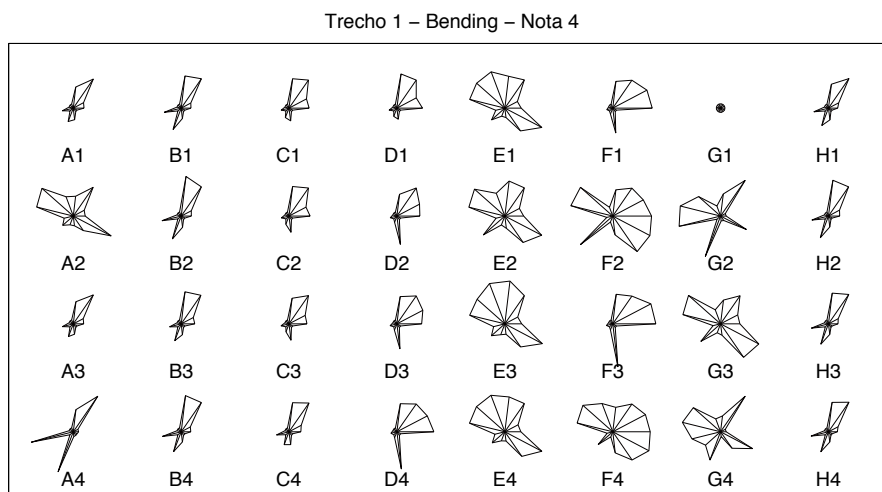 Trecho 1 – Bending – Nota 4
A1 B1 C1 D1 E1 F1 G1 H1
A2 B2 C2 D2 E2 F2 G2 H2
A3 B3 C3 D3 E3 F3 G3 H3
A4 B4 C4 D4 E4 F4 G4 H4